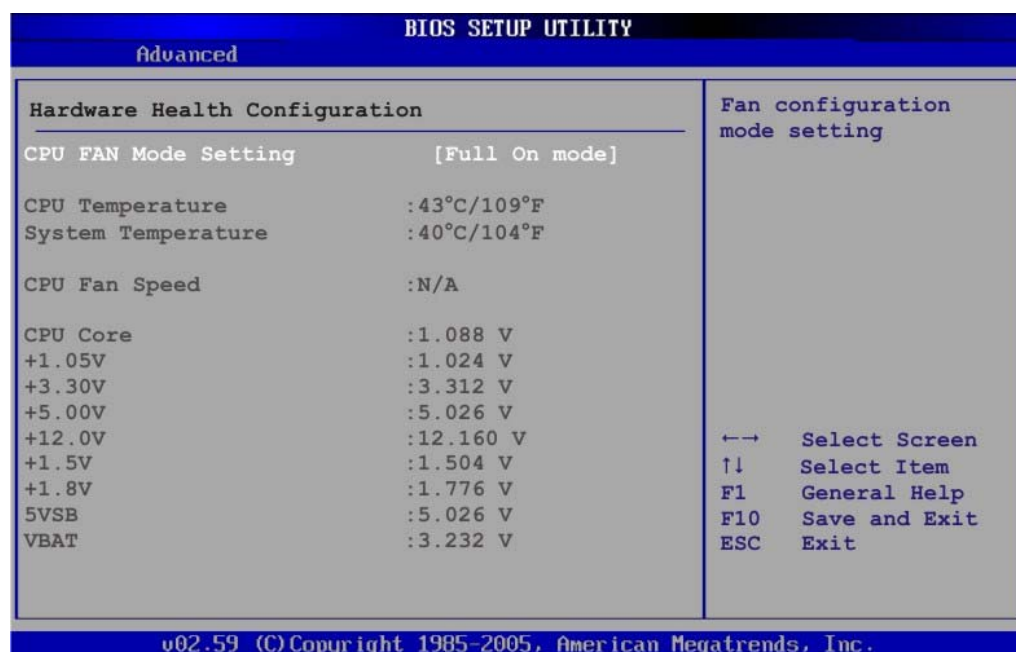 BIOS SETUP UTILITY
Advanced
Hardware Health Configuration
CPU FAN Mode Setting [Full On mode]
CPU Temperature :43°C/109°F
System Temperature :40°C/104°F
CPU Fan Speed :N/A
CPU Core :1.088 V
+1.05V :1.024 V
+3.30V :3.312 V
+5.00V :5.026 V
+12.0V :12.160 V
+1.5V :1.504 V
+1.8V :1.776 V
5VSB :5.026 V
VBAT :3.232 V
Fan configuration
mode setting
←→ Select Screen
↑↓ Select Item
F1 General Help
F10 Save and Exit
ESC Exit
v02.59 (C)Copyright 1985-2005, American Megatrends, Inc.